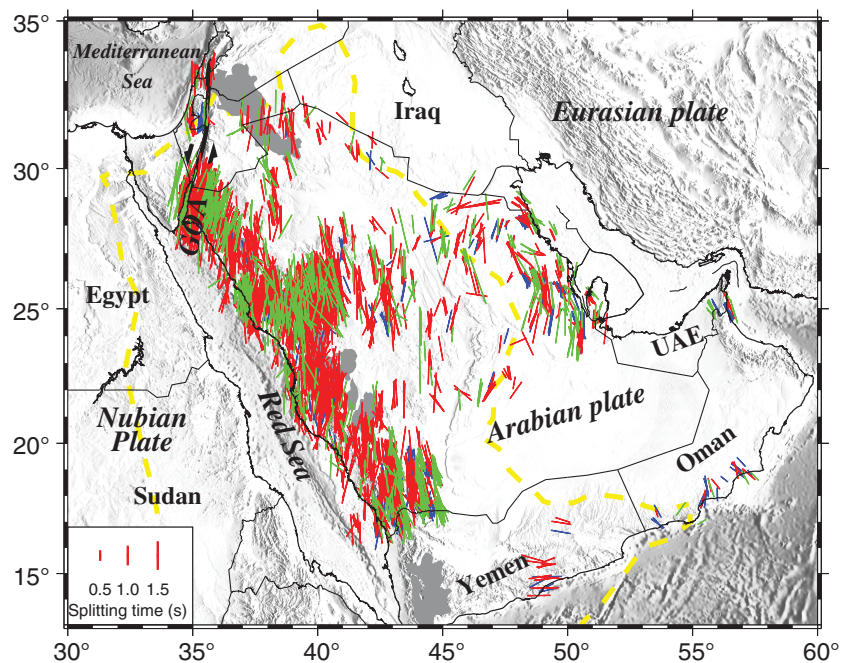 35°
Mediterranean
Sea
Iraq
Eurasian plate
30°
GOA
Egypt
25°
UAE
Red Sea
Arabian plate
Nubian
Plate
20°
Oman
Sudan
0.5 1.0 1.5
Splitting time (s)
15°
Yemen
30° 35° 40° 45° 50° 55° 60°